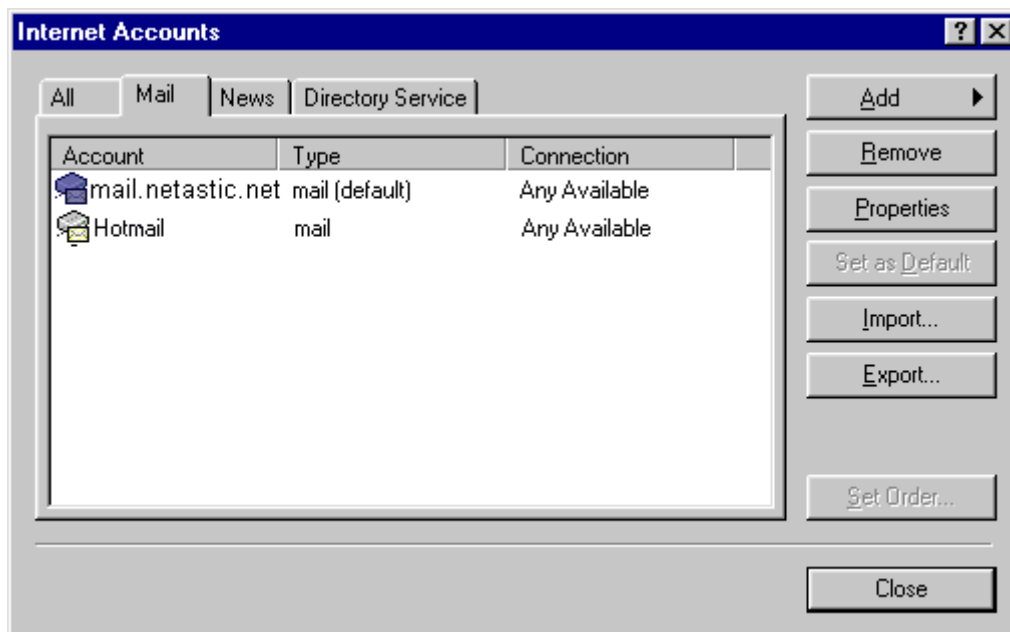 Internet Accounts
All Mail News Directory Service
Account Type Connection
mail.netastic.net mail (default) Any Available
Hotmail mail Any Available
Add
Remove
Properties
Set as Default
Import...
Export...
Set Order...
Close